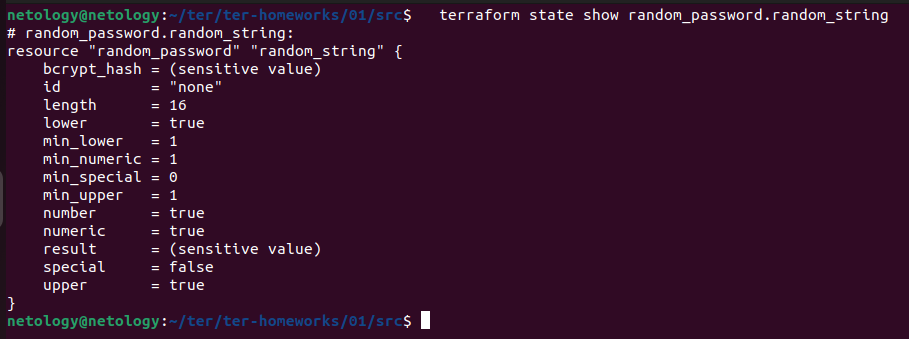 netology@netology:~/ter/ter-homeworks/01/src$   terraform state show random_password.random_string
# random_password.random_string:
resource "random_password" "random_string" {
    bcrypt_hash = (sensitive value)
    id          = "none"
    length      = 16
    lower       = true
    min_lower   = 1
    min_numeric = 1
    min_special = 0
    min_upper   = 1
    number      = true
    numeric     = true
    result      = (sensitive value)
    special     = false
    upper       = true
}
netology@netology:~/ter/ter-homeworks/01/src$